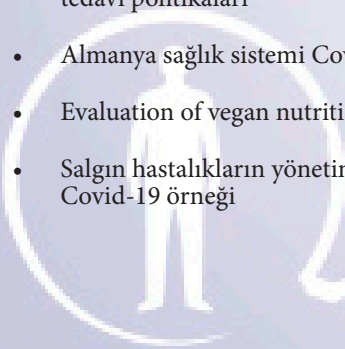 tedavi politikaları
• Almanya sağlık sistemi Cov
• Evaluation of vegan nutriti
• Salgın hastalıkların yönetin
Covid-19 örneği